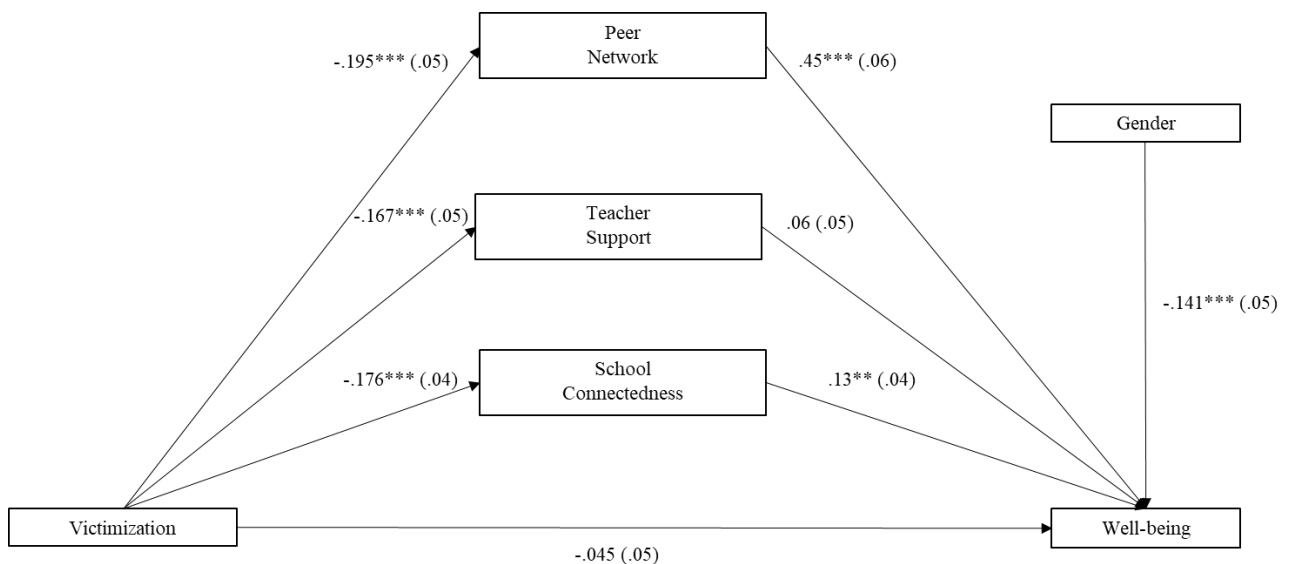 Peer
Network
-.195*** (.05)
.45*** (.06)
Gender
Teacher
Support
-.167*** (.05)
.06 (.05)
-.141*** (.05)
School
Connectedness
-.176*** (.04)
.13** (.04)
Victimization
Well-being
-.045 (.05)